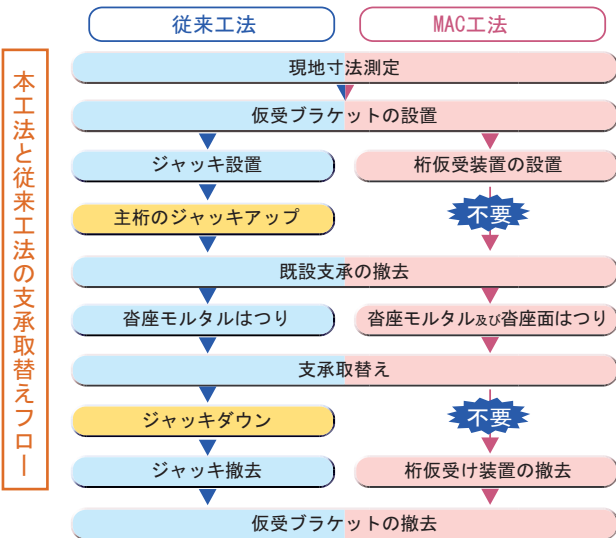 従来工法
MAC工法
本工法と従来工法の支承取替えフロー
現地寸法測定
仮受ブラケットの設置
ジャッキ設置
桁仮受装置の設置
主桁のジャッキアップ
不要
既設支承の撤去
沓座モルタルはつり
沓座モルタル及び沓座面はつり
支承取替え
ジャッキダウン
不要
ジャッキ撤去
桁仮受け装置の撤去
仮受ブラケットの撤去